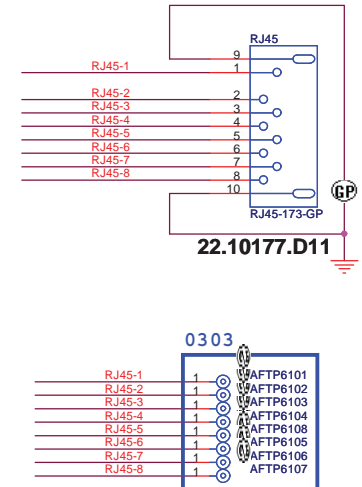 RJ45
9
RJ45-1 1
RJ45-2 2
RJ45-3 3
RJ45-4 4
RJ45-5 5
RJ45-6 6
RJ45-7 7
RJ45-8 8
10
GP
RJ45-173-GP
22.10177.D11
0303
RJ45-1 1 AFTP6101
RJ45-2 1 AFTP6102
RJ45-3 1 AFTP6103
RJ45-4 1 AFTP6104
RJ45-5 1 AFTP6108
RJ45-6 1 AFTP6105
RJ45-7 1 AFTP6106
RJ45-8 1 AFTP6107